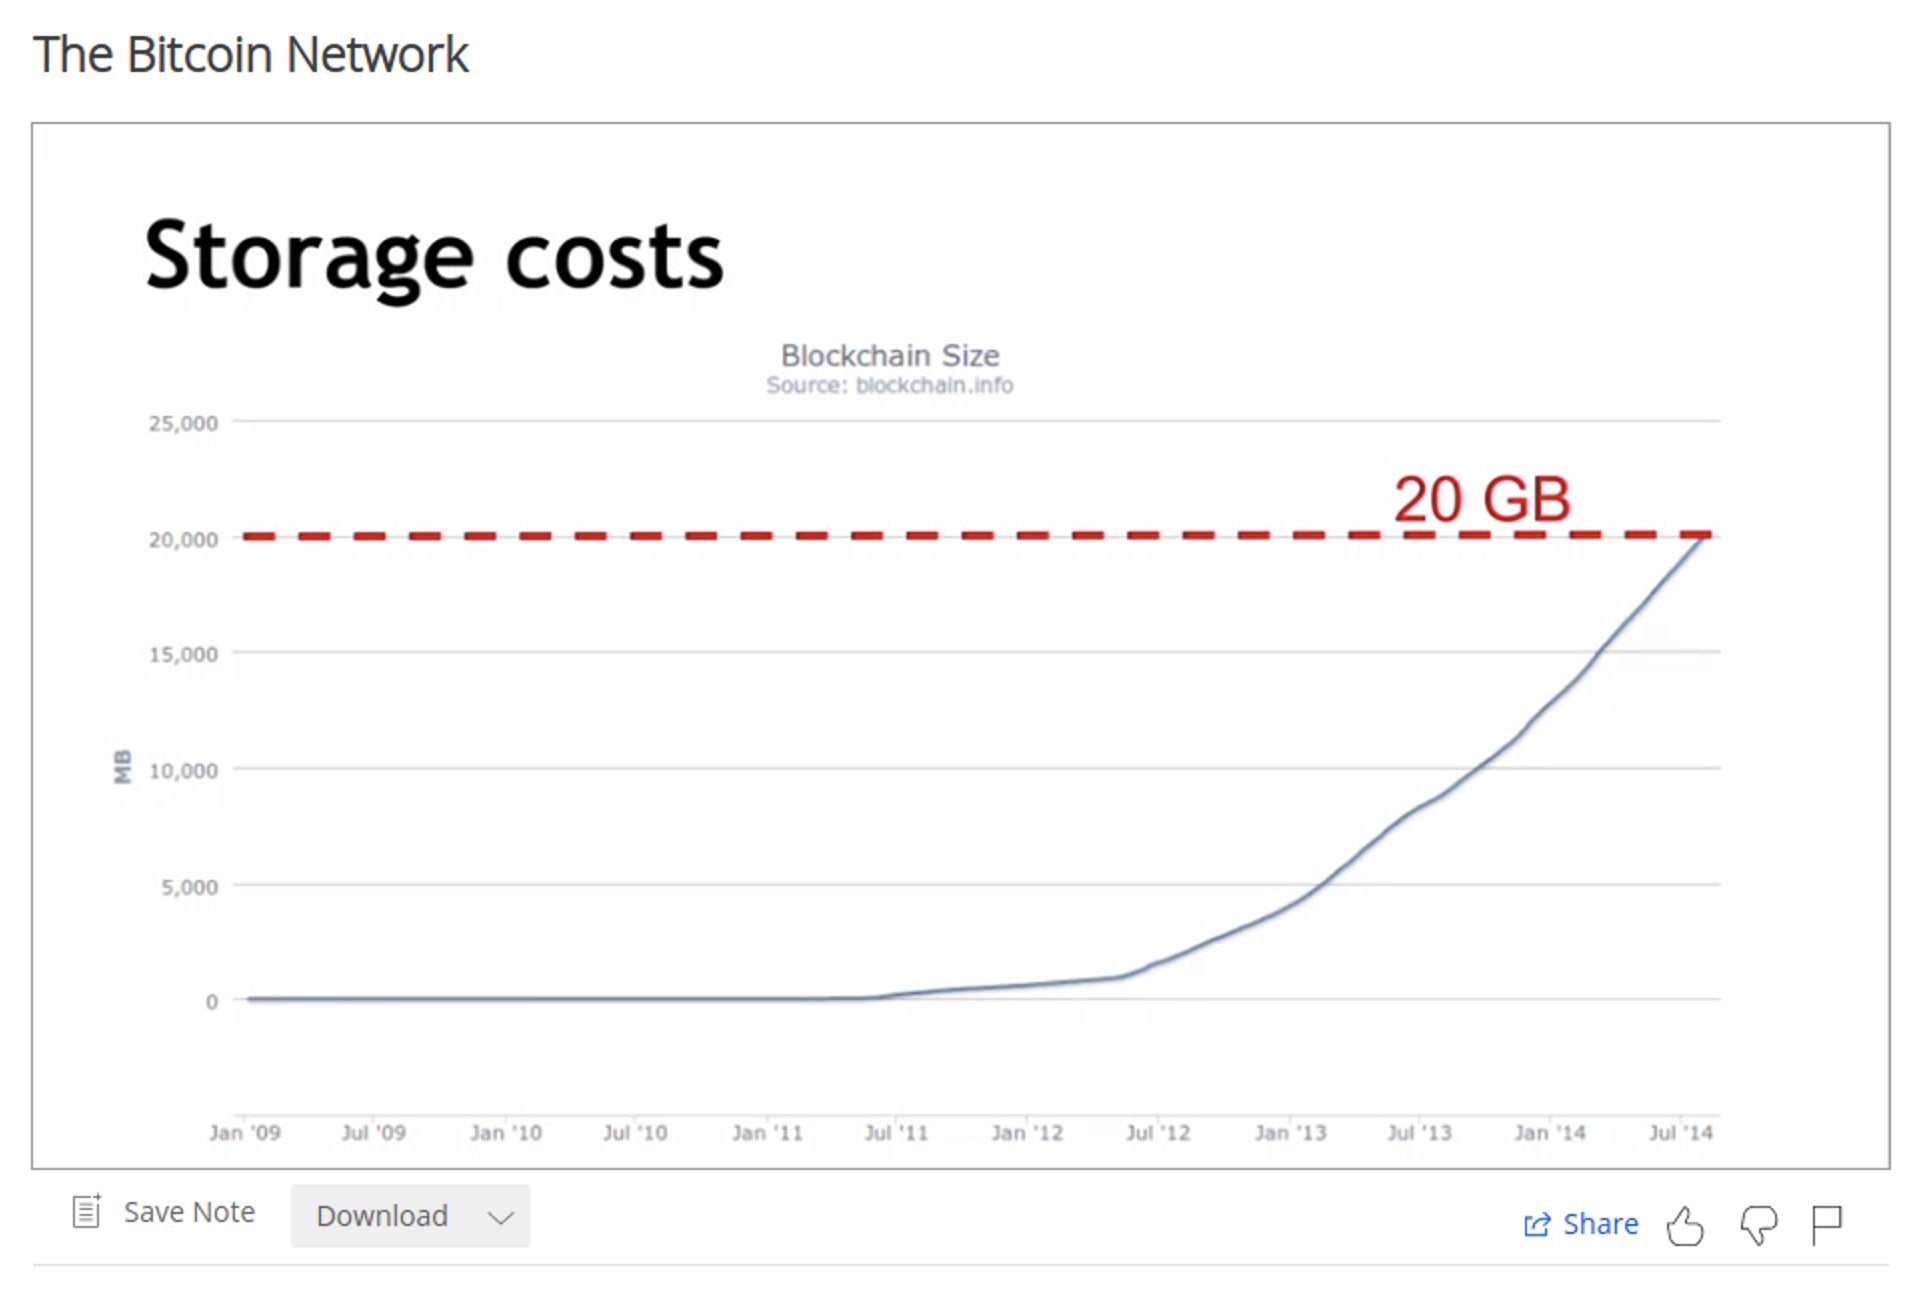 The Bitcoin Network
Storage costs
Blockchain Size
Source: blockchain.info
25,000
20 GB
20,000
15,000
MB
10,000
5,000
0
Jan '09 Jul '09 Jan '10 Jul '10 Jan '11 Jul '11 Jan '12 Jul '12 Jan '13 Jul '13 Jan '14 Jul '14
Save Note Download Share